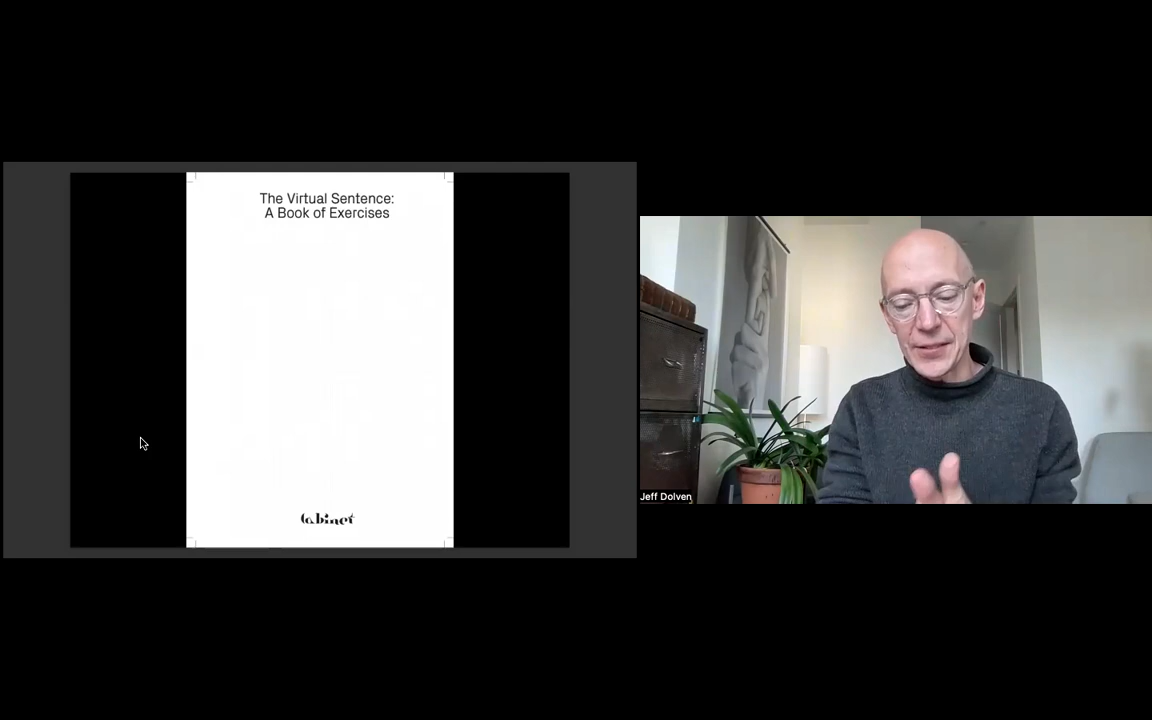 The Virtual Sentence:
A Book of Exercises
cabinet
Jeff Dolven